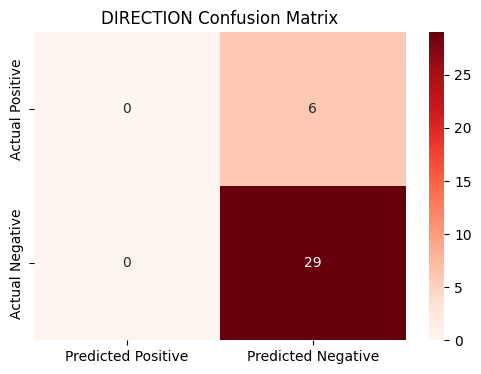 DIRECTION Confusion Matrix
Actual Positive
0
6
Actual Negative
0
29
Predicted Positive
Predicted Negative
25
20
15
10
5
0